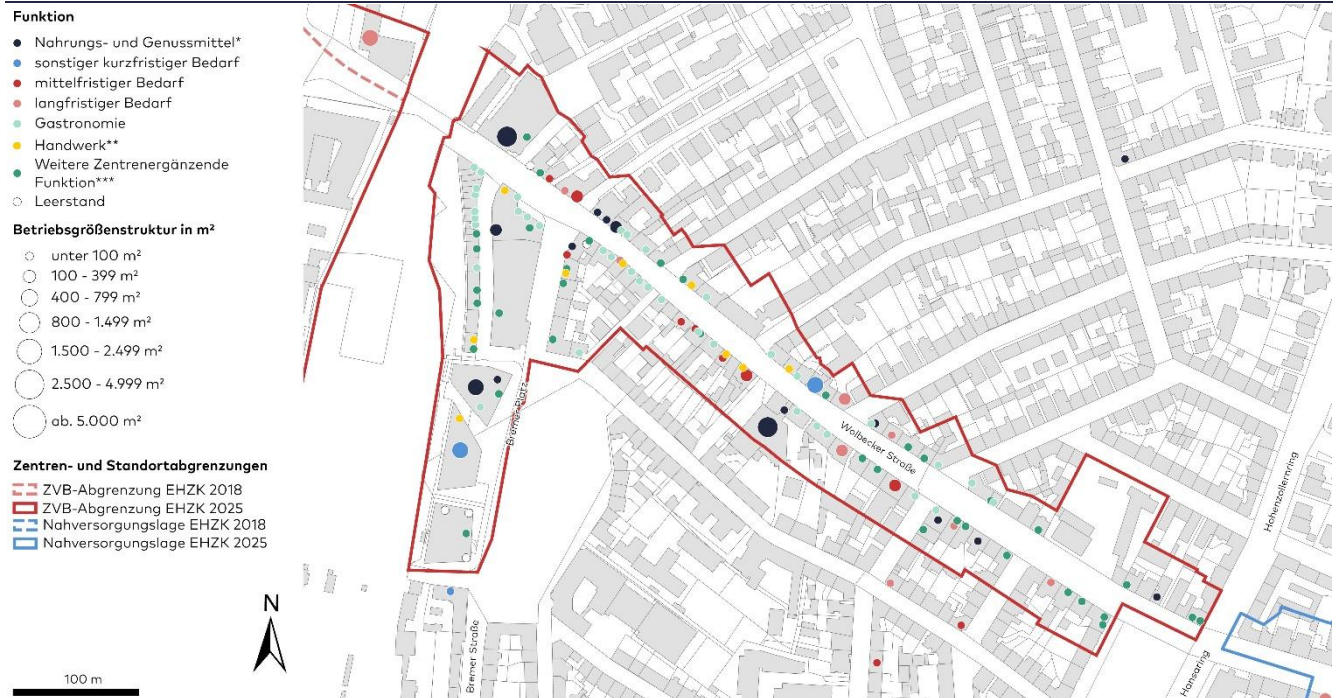 Funktion
Nahrungs- und Genussmittel*
sonstiger kurzfristiger Bedarf
mittelfristiger Bedarf
langfristiger Bedarf
Gastronomie
Handwerk**
Weitere Zentrenergänzende
Funktion***
Leerstand
Betriebsgrößenstruktur in m²
unter 100 m²
100 - 399 m²
400 - 799 m²
800 - 1.499 m²
1.500 - 2.499 m²
2.500 - 4.999 m²
ab. 5.000 m²
Zentren- und Standortabgrenzungen
ZVB-Abgrenzung EHZK 2018
ZVB-Abgrenzung EHZK 2025
Nahversorgungslage EHZK 2018
Nahversorgungslage EHZK 2025
N
100 m
Bremer Platz
Wolbecker Straße
Hohenzollernring
Bremer Straße
Hansaring